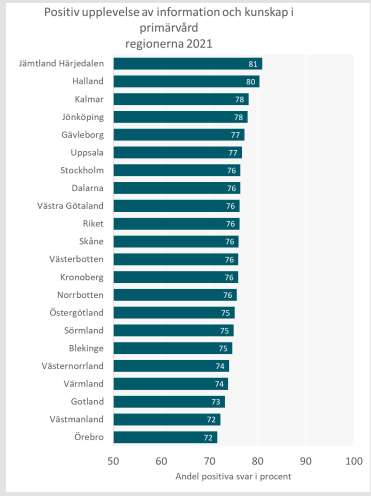 Positiv upplevelse av information och kunskap i
primärvård
regionerna 2021
Jämtland Härjedalen 81
Halland 80
Kalmar 78
Jönköping 78
Gävleborg 77
Uppsala 77
Stockholm 76
Dalarna 76
Västra Götaland 76
Riket 76
Skåne 76
Västerbotten 76
Kronoberg 76
Norrbotten 76
Östergötland 75
Sörmland 75
Blekinge 75
Västernorrland 74
Värmland 74
Gotland 73
Västmanland 72
Örebro 72
50 60 70 80 90 100
Andel positiva svar i procent